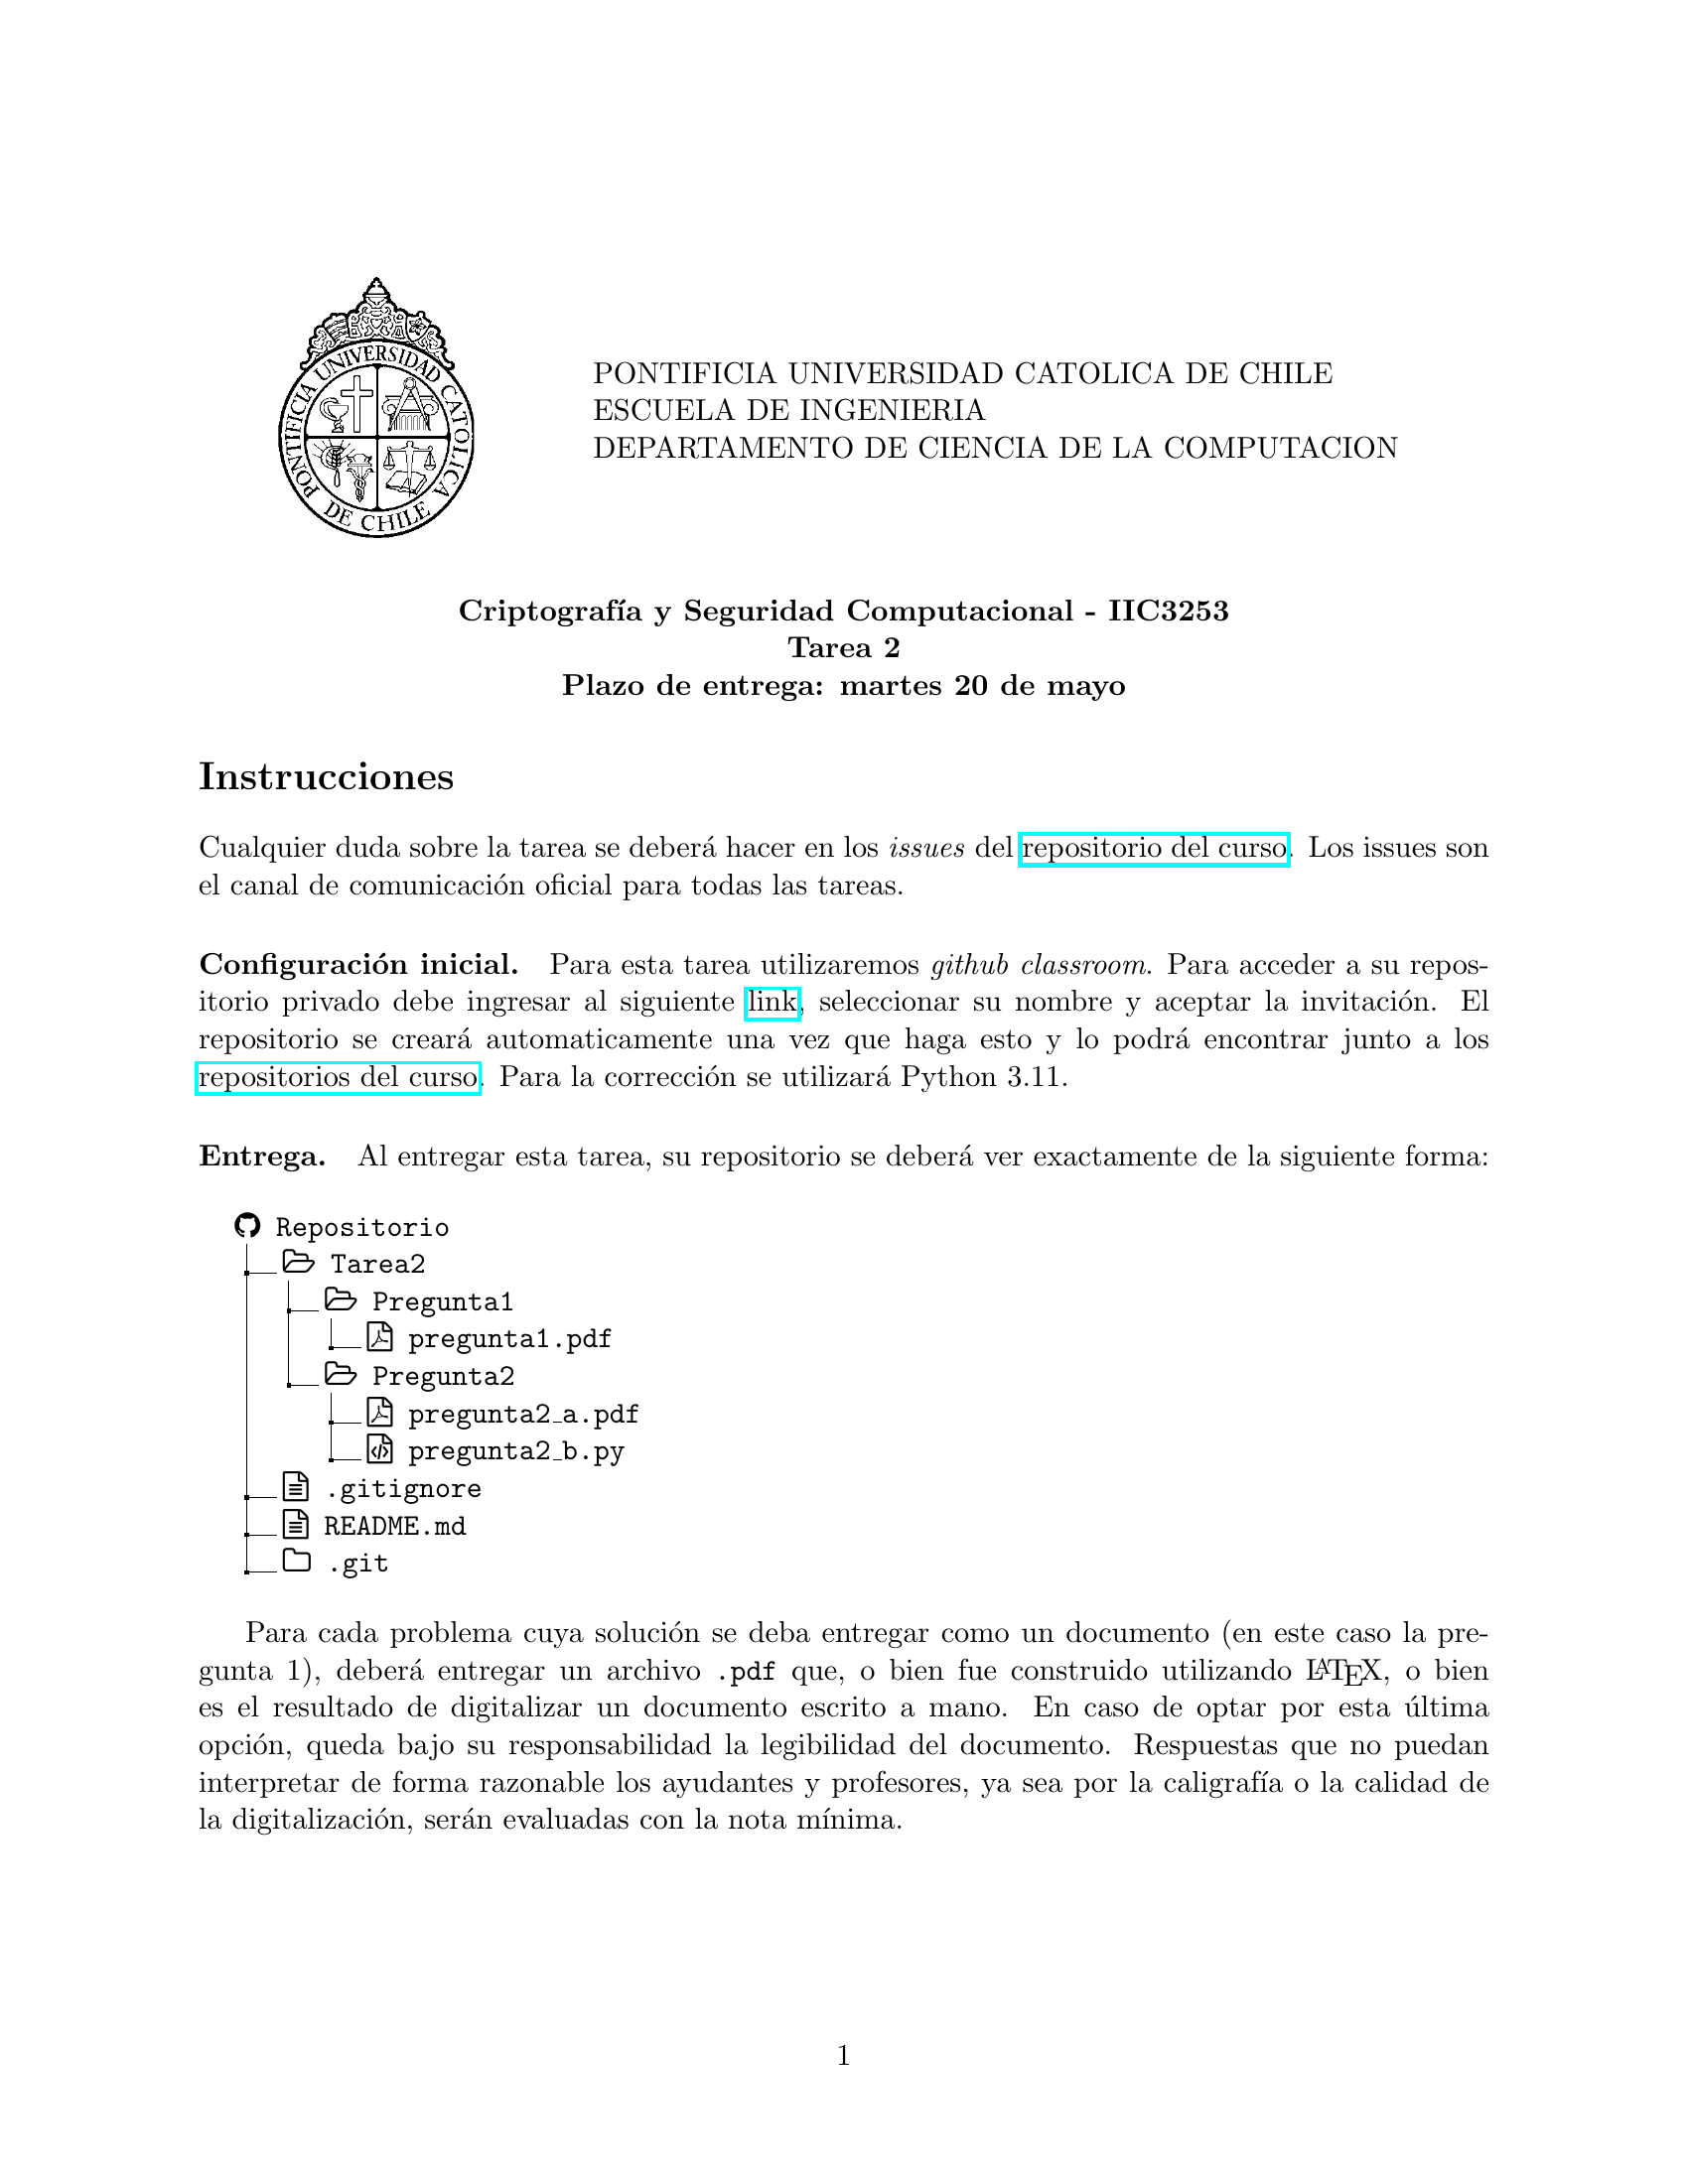 PONTIFICIA UNIVERSIDAD CATOLICA
DE CHILE
PONTIFICIA UNIVERSIDAD CATOLICA DE CHILE
ESCUELA DE INGENIERIA
DEPARTAMENTO DE CIENCIA DE LA COMPUTACION
Criptografía y Seguridad Computacional - IIC3253
Tarea 2
Plazo de entrega: martes 20 de mayo
Instrucciones
Cualquier duda sobre la tarea se deberá hacer en los issues del repositorio del curso. Los issues son
el canal de comunicación oficial para todas las tareas.
Configuración inicial. Para esta tarea utilizaremos github classroom. Para acceder a su repos-
itorio privado debe ingresar al siguiente link, seleccionar su nombre y aceptar la invitación. El
repositorio se creará automaticamente una vez que haga esto y lo podrá encontrar junto a los
repositorios del curso. Para la corrección se utilizará Python 3.11.
Entrega. Al entregar esta tarea, su repositorio se deberá ver exactamente de la siguiente forma:
Repositorio
Tarea2
Pregunta1
pregunta1.pdf
Pregunta2
pregunta2_a.pdf
pregunta2_b.py
.gitignore
README.md
.git
Para cada problema cuya solución se deba entregar como un documento (en este caso la pre-
gunta 1), deberá entregar un archivo .pdf que, o bien fue construido utilizando LATEX, o bien
es el resultado de digitalizar un documento escrito a mano. En caso de optar por esta última
opción, queda bajo su responsabilidad la legibilidad del documento. Respuestas que no puedan
interpretar de forma razonable los ayudantes y profesores, ya sea por la caligrafía o la calidad de
la digitalización, serán evaluadas con la nota mínima.
1